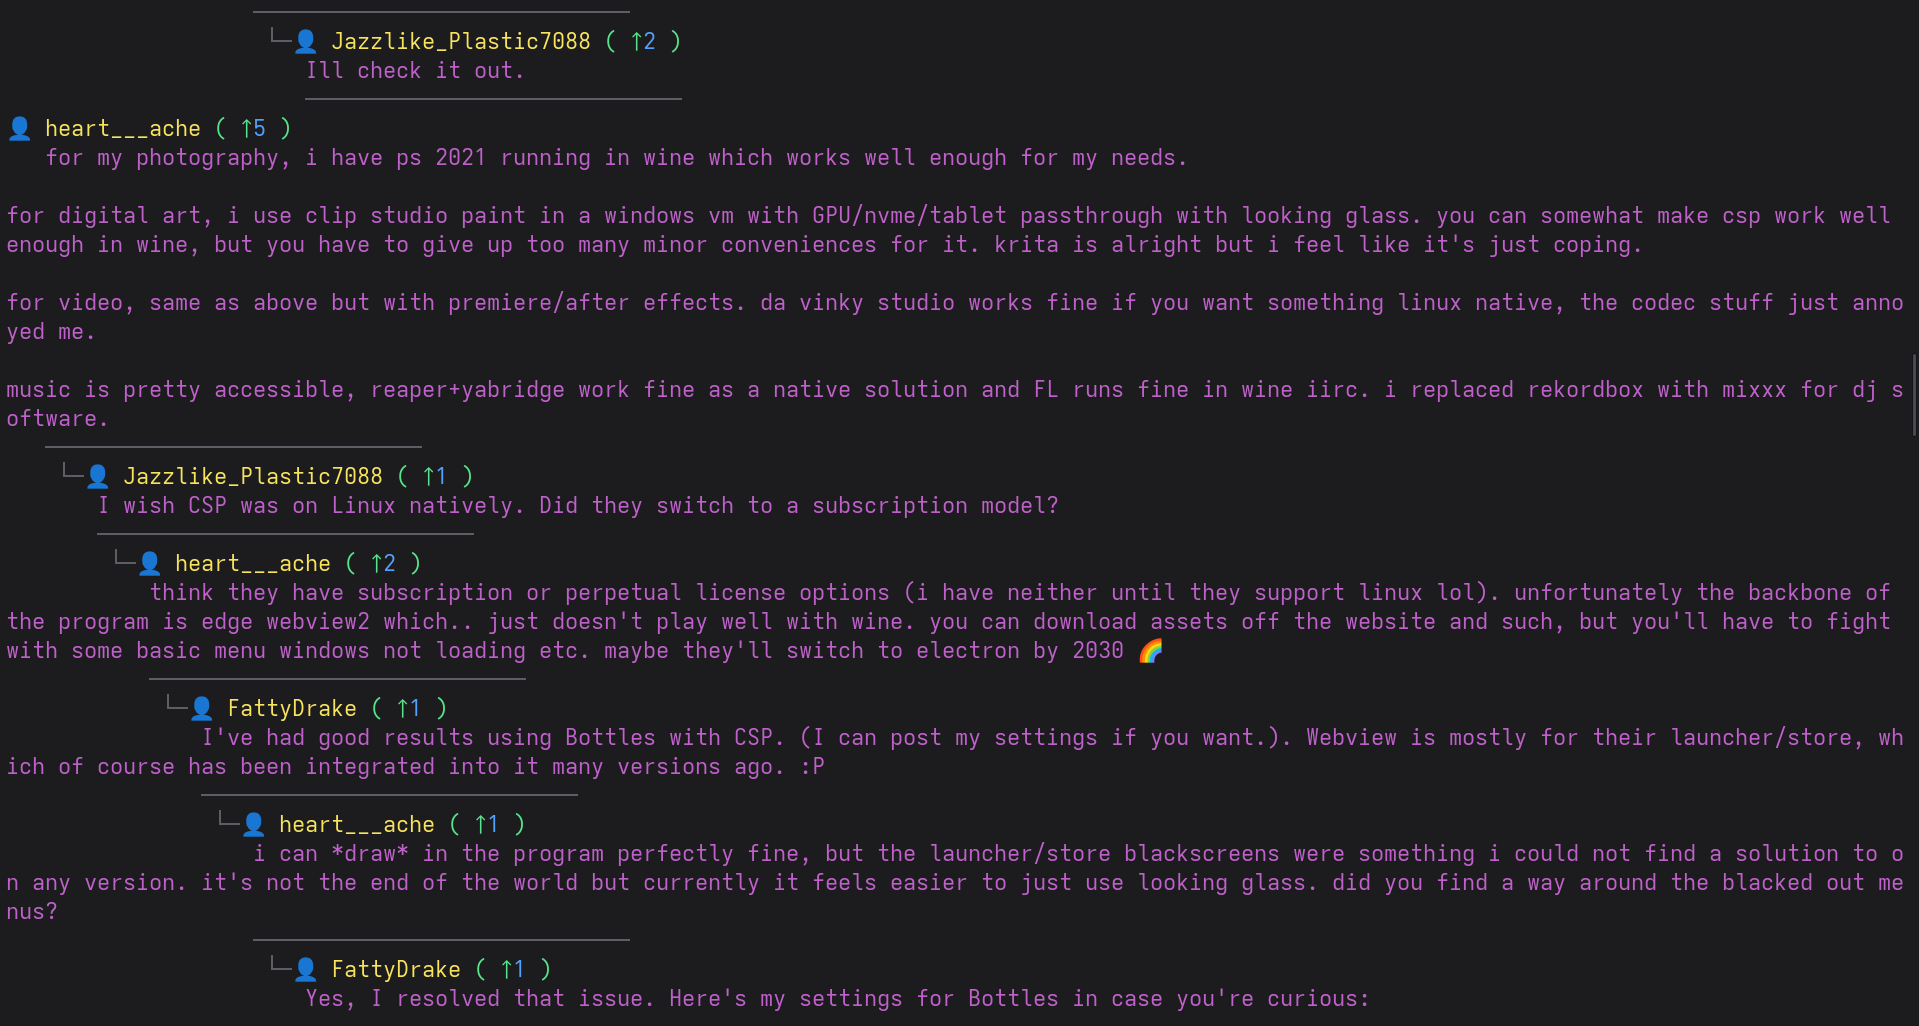 Jazzlike_Plastic7088 ( ↑2 )
Ill check it out.
heart___ache ( ↑5 )
for my photography, i have ps 2021 running in wine which works well enough for my needs.
for digital art, i use clip studio paint in a windows vm with GPU/nvme/tablet passthrough with looking glass. you can somewhat make csp work well
enough in wine, but you have to give up too many minor conveniences for it. krita is alright but i feel like it's just coping.
for video, same as above but with premiere/after effects. da vinky studio works fine if you want something linux native, the codec stuff just anno
yed me.
music is pretty accessible, reaper+yabridge work fine as a native solution and FL runs fine in wine iirc. i replaced rekordbox with mixxx for dj s
oftware.
Jazzlike_Plastic7088 ( ↑1 )
I wish CSP was on Linux natively. Did they switch to a subscription model?
heart___ache ( ↑2 )
think they have subscription or perpetual license options (i have neither until they support linux lol). unfortunately the backbone of
the program is edge webview2 which.. just doesn't play well with wine. you can download assets off the website and such, but you'll have to fight
with some basic menu windows not loading etc. maybe they'll switch to electron by 2030 🌈
FattyDrake ( ↑1 )
I've had good results using Bottles with CSP. (I can post my settings if you want.). Webview is mostly for their launcher/store, wh
ich of course has been integrated into it many versions ago. :P
heart___ache ( ↑1 )
i can *draw* in the program perfectly fine, but the launcher/store blackscreens were something i could not find a solution to o
n any version. it's not the end of the world but currently it feels easier to just use looking glass. did you find a way around the blacked out me
nus?
FattyDrake ( ↑1 )
Yes, I resolved that issue. Here's my settings for Bottles in case you're curious: